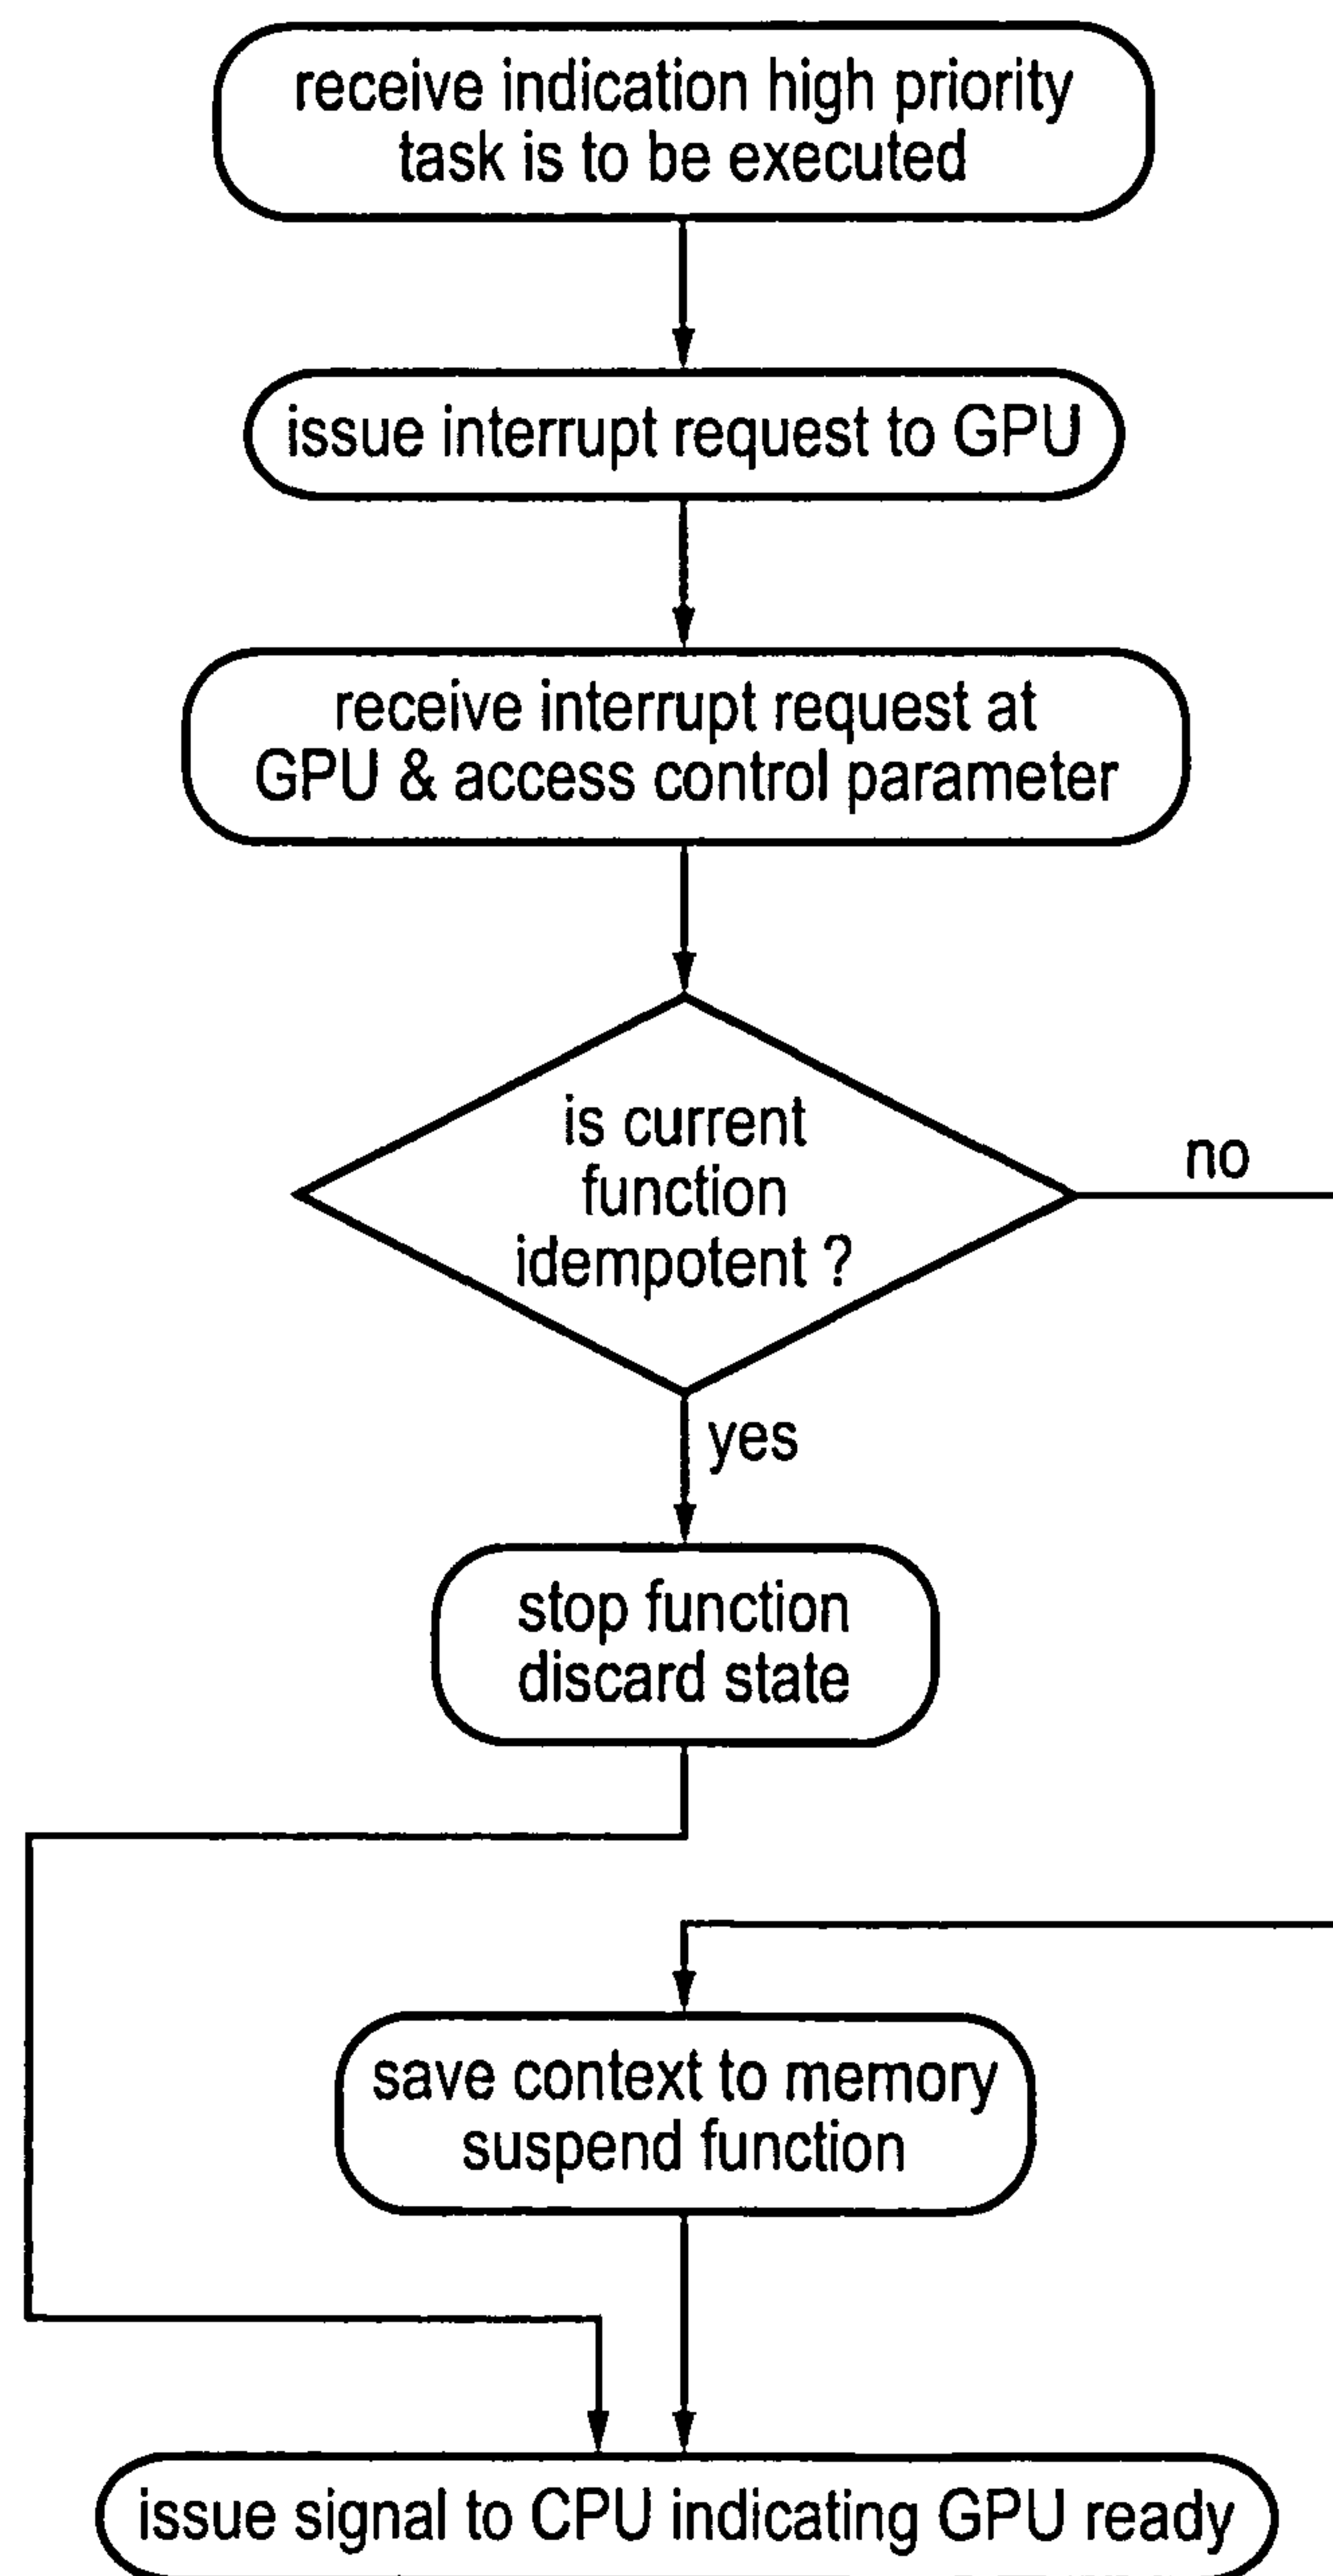 receive indication high priority
task is to be executed
issue interrupt request to GPU
receive interrupt request at
GPU & access control parameter
is current
function
idempotent ?
no
yes
stop function
discard state
save context to memory
suspend function
issue signal to CPU indicating GPU ready